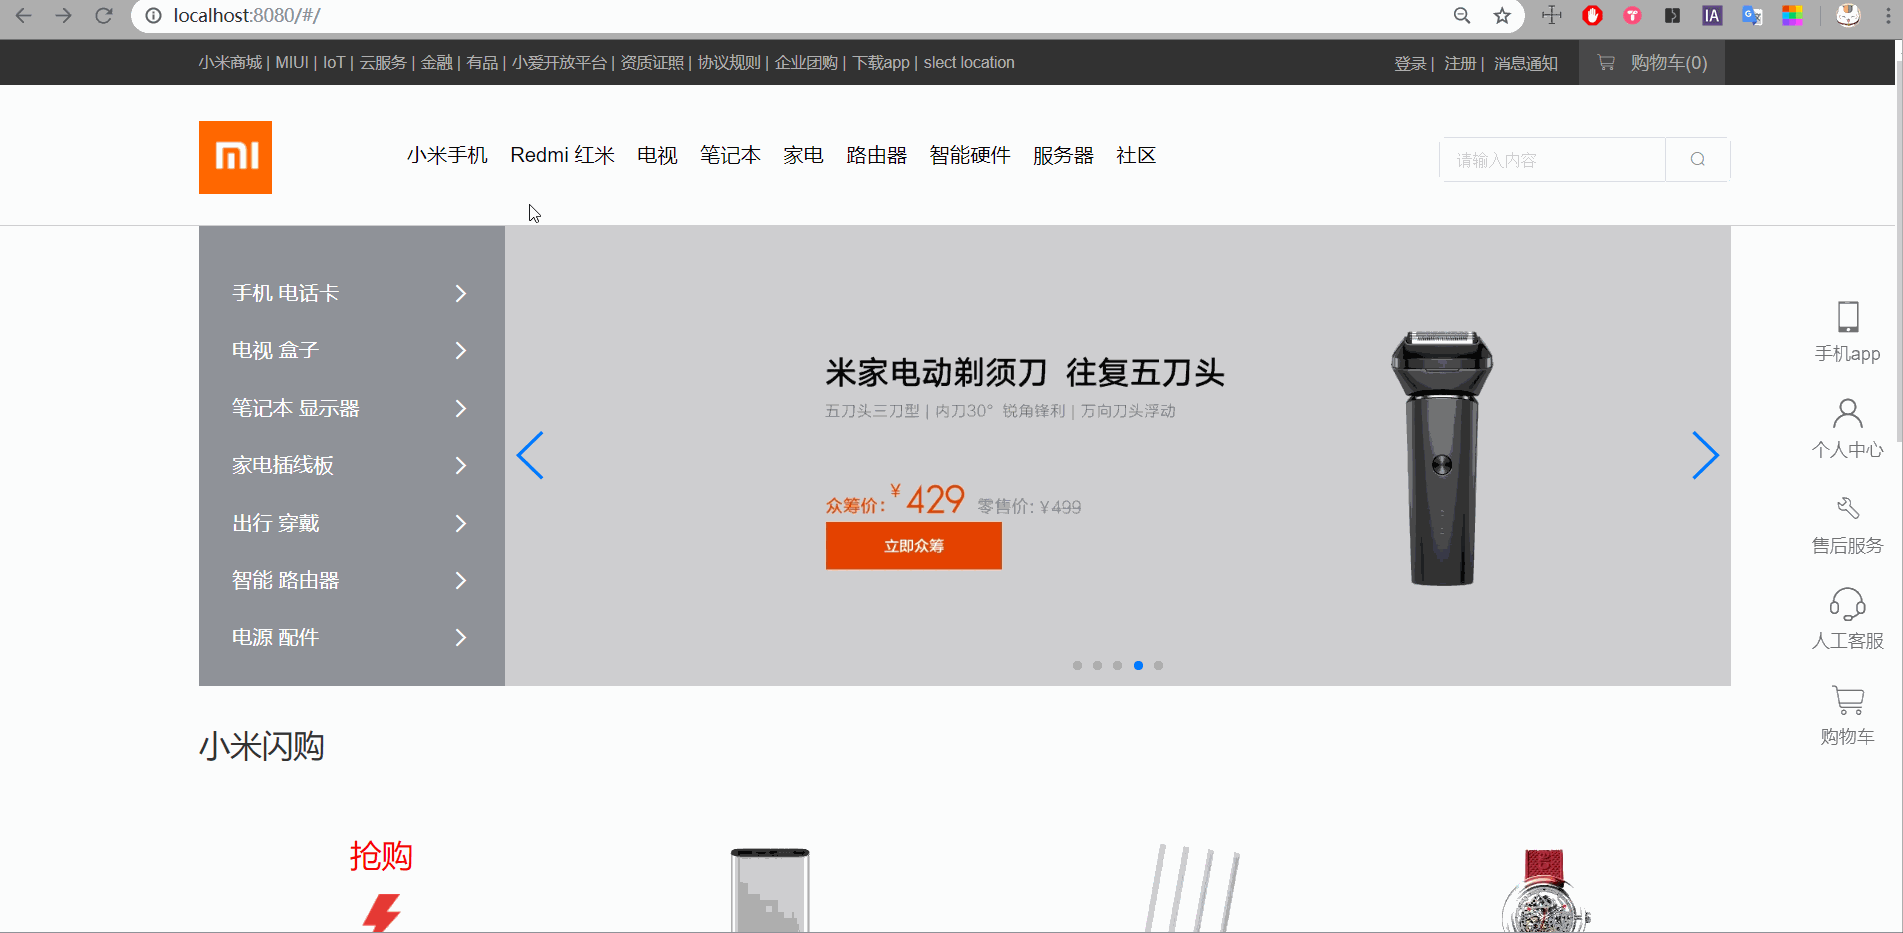 localhost:8080/#/
IA
小米商城 | MIUI | IoT | 云服务 | 金融 | 有品 | 小爱开放平台 | 资质证照 | 协议规则 | 企业团购 | 下载app | slect location
登录 | 注册 | 消息通知
购物车(0)
小米手机 Redmi 红米 电视 笔记本 家电 路由器 智能硬件 服务器 社区
请输入内容
手机 电话卡
电视 盒子
笔记本 显示器
家电插线板
出行 穿戴
智能 路由器
电源 配件
米家电动剃须刀 往复五刀头
五刀头三刀型 | 内刀30° 锐角锋利 | 万向刀头浮动
众筹价: ¥ 429 零售价: ¥499
立即众筹
手机app
个人中心
售后服务
人工客服
购物车
小米闪购
抢购